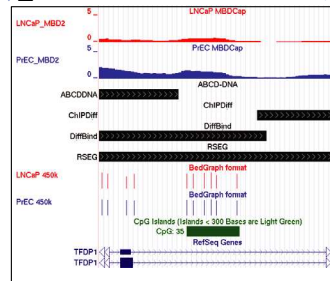 5
LNCaP MBDCap
LNCaP_MBD2
0
5
PrEC MBDCap
PrEC_MBD2
0
ABCD-DNA
ABCDDNA
ChIPDiff
ChIPDiff
DiffBind
DiffBind
RSEG
RSEG
LNCaP 450k BedGraph format
PrEC 450k BedGraph format
CpG Islands (Islands < 300 Bases are Light Green)
CpG: 35
RefSeq Genes
TFDP1
TFDP1